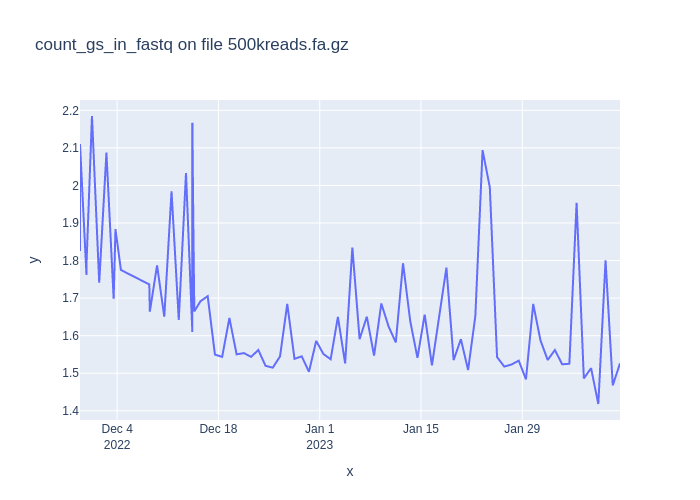 count_gs_in_fastq on file 500kreads.fa.gz
2.2
2.1
2
1.9
1.8
1.7
1.6
1.5
1.4
y
Dec 4
2022
Dec 18
Jan 1
2023
Jan 15
Jan 29
x